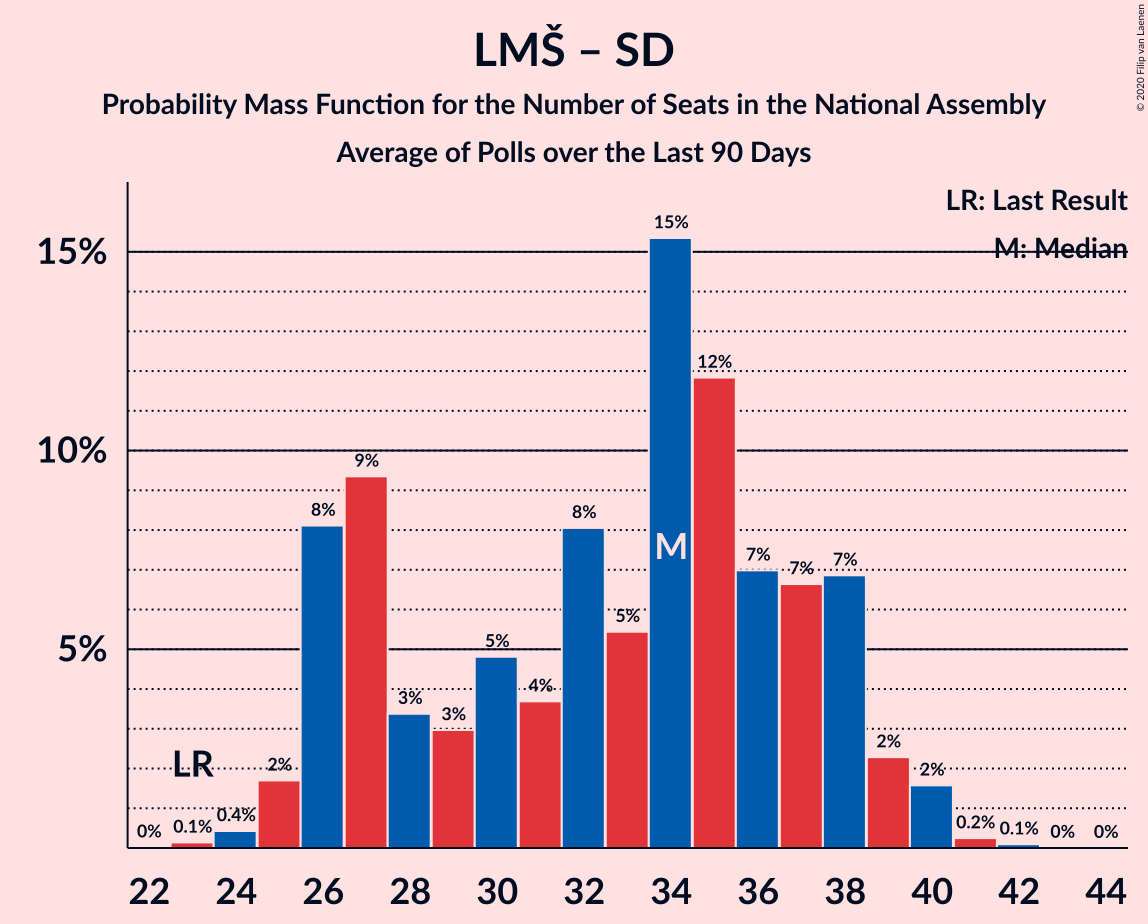 LMŠ – SD
Probability Mass Function for the Number of Seats in the National Assembly
Average of Polls over the Last 90 Days
© 2020 Filip van Laenen
LR: Last Result
M: Median
15%
10%
5%
0%
0.1%
0.4%
2%
8%
9%
3%
3%
5%
4%
8%
5%
15%
12%
7%
7%
7%
2%
2%
0.2%
0.1%
0%
0%
LR
M
22 24 26 28 30 32 34 36 38 40 42 44